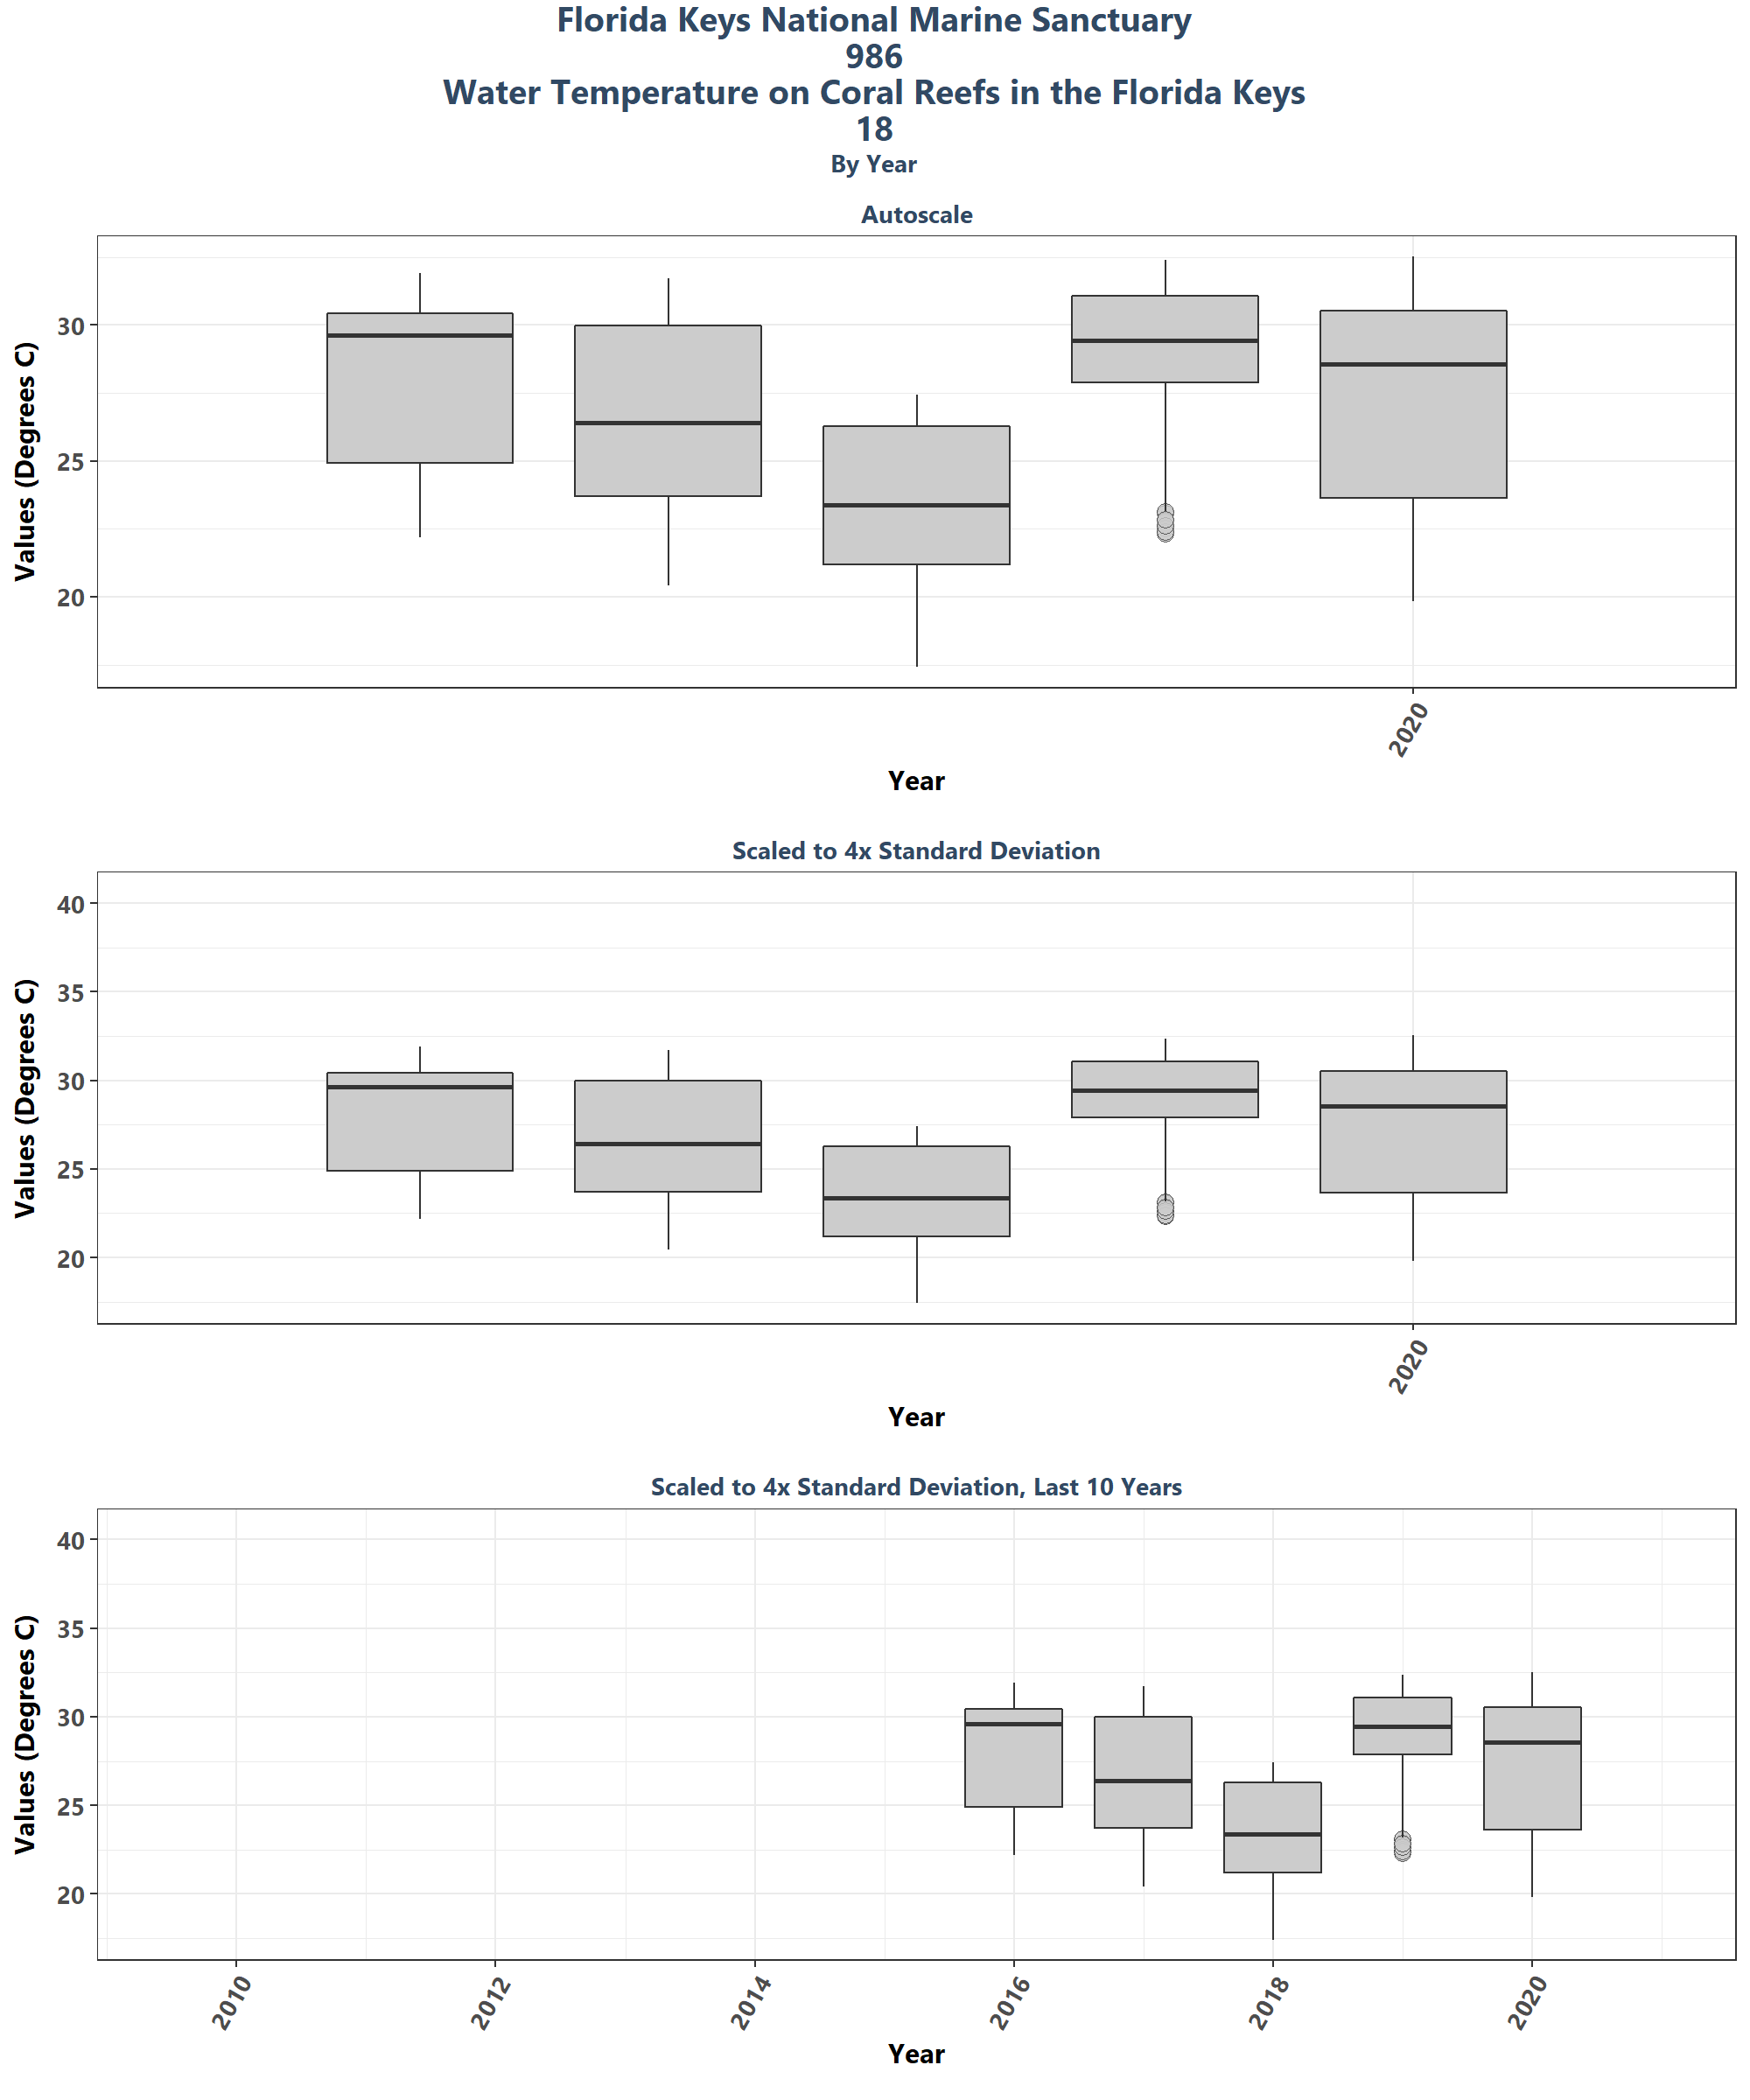 Florida Keys National Marine Sanctuary
986
Water Temperature on Coral Reefs in the Florida Keys
18
By Year
Autoscale
Values (Degrees C)
30
25
20
2020
Year
Scaled to 4x Standard Deviation
Values (Degrees C)
40
35
30
25
20
2020
Year
Scaled to 4x Standard Deviation, Last 10 Years
Values (Degrees C)
40
35
30
25
20
2010 2012 2014 2016 2018 2020
Year